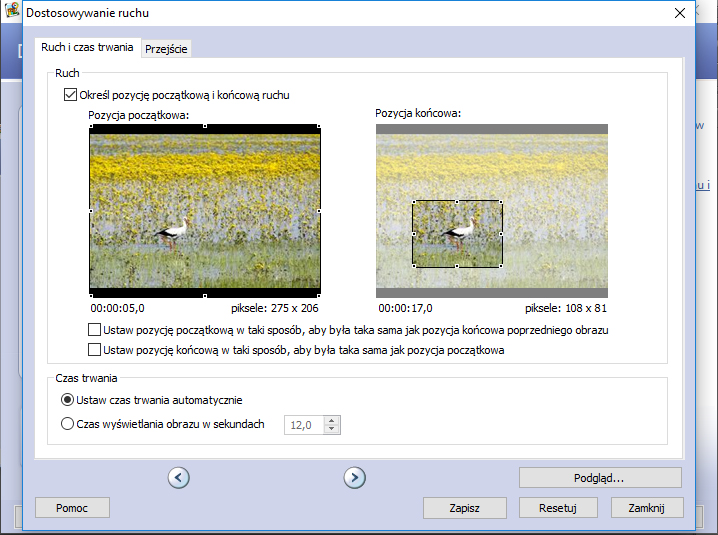 Dostosowywanie ruchu
Ruch i czas trwania
Przejście
Ruch
Określ pozycję początkową i końcową ruchu
Pozycja początkowa:
Pozycja końcowa:
00:00:05,0
piksele: 275 x 206
00:00:17,0
piksele: 108 x 81
Ustaw pozycję początkową w taki sposób, aby była taka sama jak pozycja końcowa poprzedniego obrazu
Ustaw pozycję końcową w taki sposób, aby była taka sama jak pozycja początkowa
Czas trwania
Ustaw czas trwania automatycznie
Czas wyświetlania obrazu w sekundach
12,0
Podgląd...
Pomoc
Zapisz
Resetuj
Zamknij